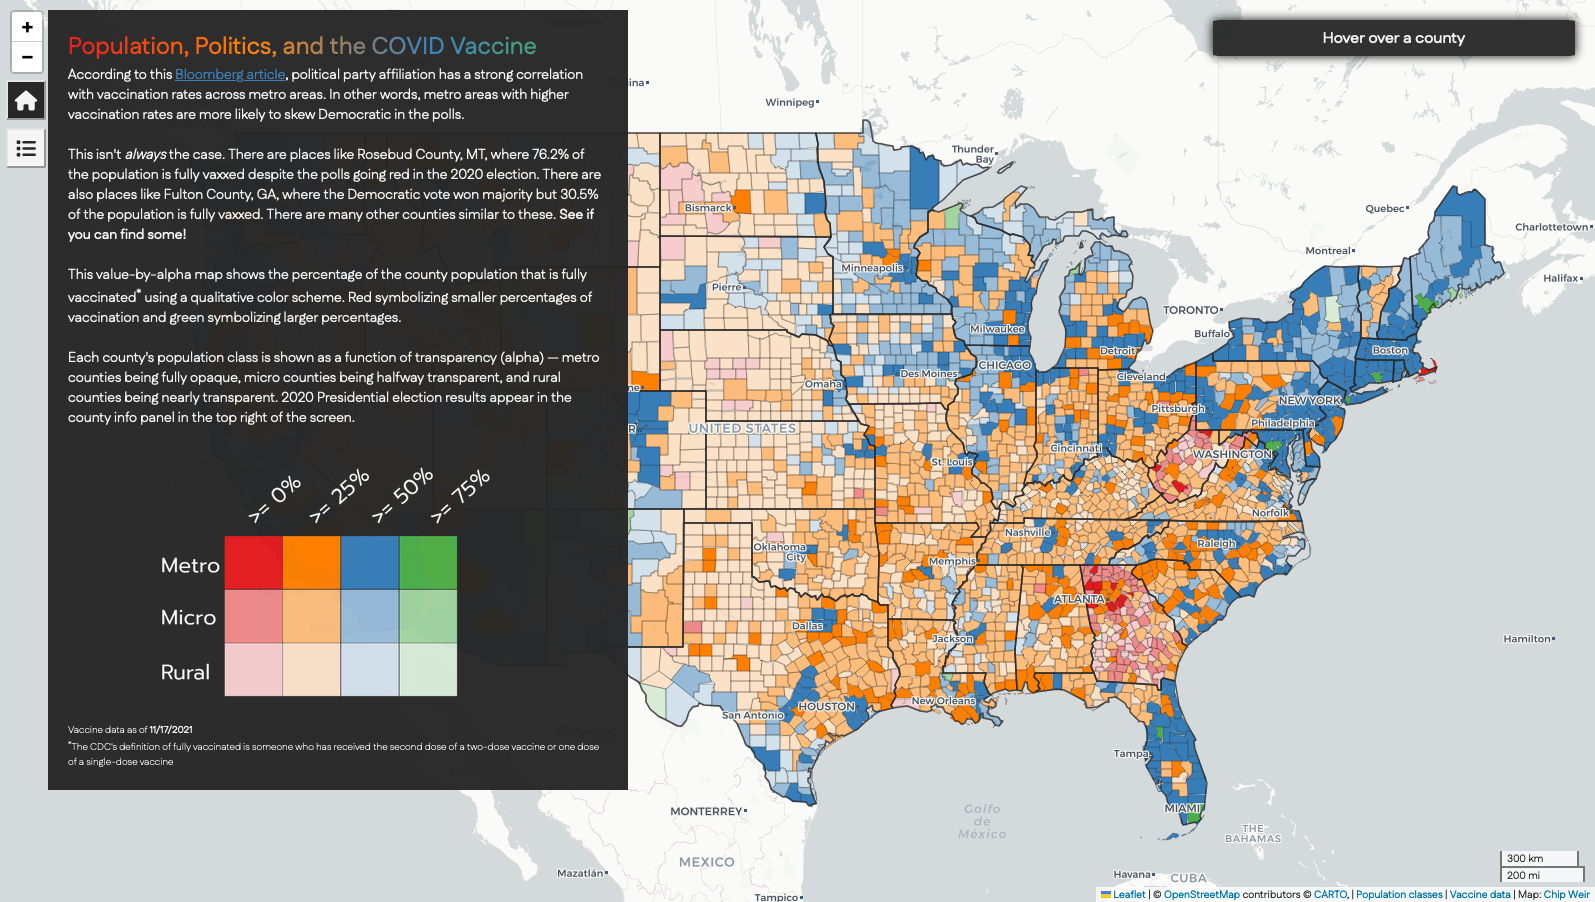 +
−
Population, Politics, and the COVID Vaccine
According to this Bloomberg article, political party affiliation has a strong correlation
with vaccination rates across metro areas. In other words, metro areas with higher
vaccination rates are more likely to skew Democratic in the polls.
This isn't always the case. There are places like Rosebud County, MT, where 76.2% of
the population is fully vaxxed despite the polls going red in the 2020 election. There are
also places like Fulton County, GA, where the Democratic vote won majority but 30.5%
of the population is fully vaxxed. There are many other counties similar to these. See if
you can find some!
This value-by-alpha map shows the percentage of the county population that is fully
vaccinated* using a qualitative color scheme. Red symbolizing smaller percentages of
vaccination and green symbolizing larger percentages.
Each county's population class is shown as a function of transparency (alpha) — metro
counties being fully opaque, micro counties being halfway transparent, and rural
counties being nearly transparent. 2020 Presidential election results appear in the
county info panel in the top right of the screen.
>= 0%
>= 25%
>= 50%
>= 75%
Metro
Micro
Rural
Vaccine data as of 11/17/2021
*The CDC's definition of fully vaccinated is someone who has received the second dose of a two-dose vaccine or one dose
of a single-dose vaccine
Hover over a county
Winnipeg
Thunder
Bay
Bismarck
Quebec
Charlottetown
Montreal
Halifax
Minneapolis
Pierre
TORONTO
Milwaukee
Buffalo
Detroit
Boston
CHICAGO
Des Moines
Cleveland
Omaha
NEW YORK
Pittsburgh
Philadelphia
UNITED STATES
Cincinnati
WASHINGTON
St. Louis
Norfolk
Nashville
Raleigh
Oklahoma
City
Memphis
ATLANTA
Dallas
Jackson
Hamilton
New Orleans
HOUSTON
San Antonio
Tampa
MIAMI
MONTERREY
Golfo
de
México
THE
BAHAMAS
MEXICO
Mazatlán
Havana
CUBA
Tampico
300 km
200 mi
Leaflet | © OpenStreetMap contributors © CARTO, | Population classes | Vaccine data | Map: Chip Weir